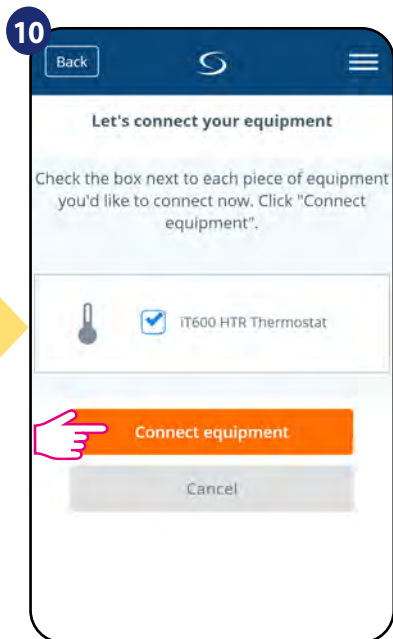 10
Back
Let's connect your equipment
Check the box next to each piece of equipment
you'd like to connect now. Click "Connect
equipment".
iT600 HTR Thermostat
Connect equipment
Cancel